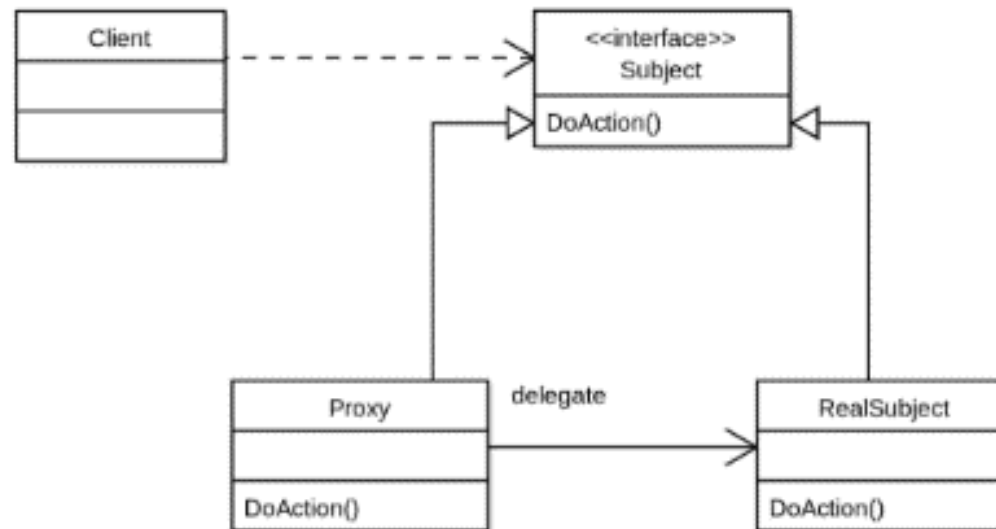 Client
<<interface>>
Subject
DoAction()
Proxy
delegate
RealSubject
DoAction()
DoAction()